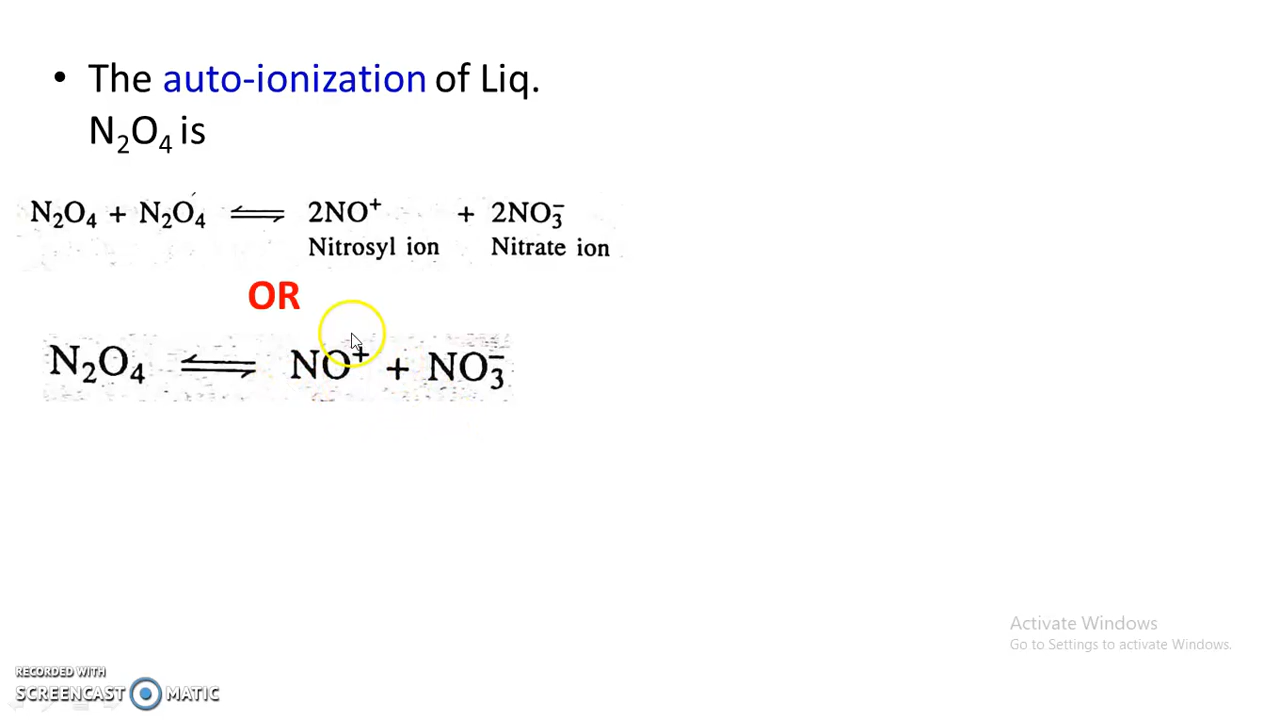 • The auto-ionization of Liq.
N₂O₄ is
N₂O₄ + N₂O₄ ⇌ 2NO⁺ + 2NO₃⁻
Nitrosyl ion Nitrate ion
OR
N₂O₄ ⇌ NO⁺ + NO₃⁻
Activate Windows
Go to Settings to activate Windows.
RECORDED WITH
SCREENCAST MATIC